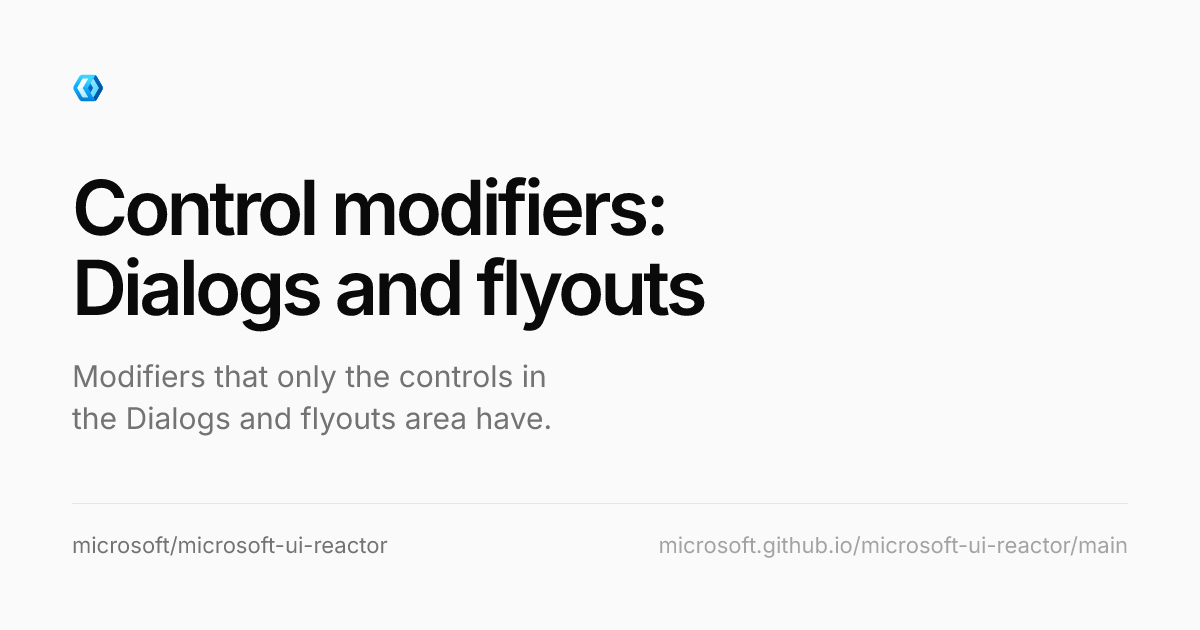 Control modifiers:
Dialogs and flyouts
Modifiers that only the controls in
the Dialogs and flyouts area have.
microsoft/microsoft-ui-reactor
microsoft.github.io/microsoft-ui-reactor/main